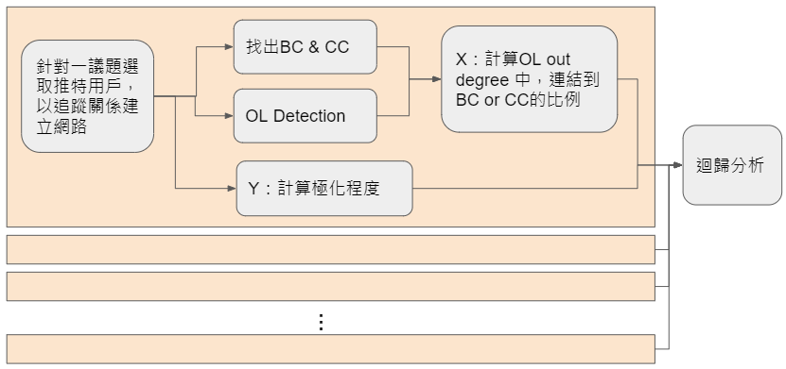 針對一議題選
取推特用戶，
以追蹤關係建
立網路
找出BC & CC
OL Detection
X：計算OL out
degree 中，連結到
BC or CC的比例
Y：計算極化程度
迴歸分析
⋮